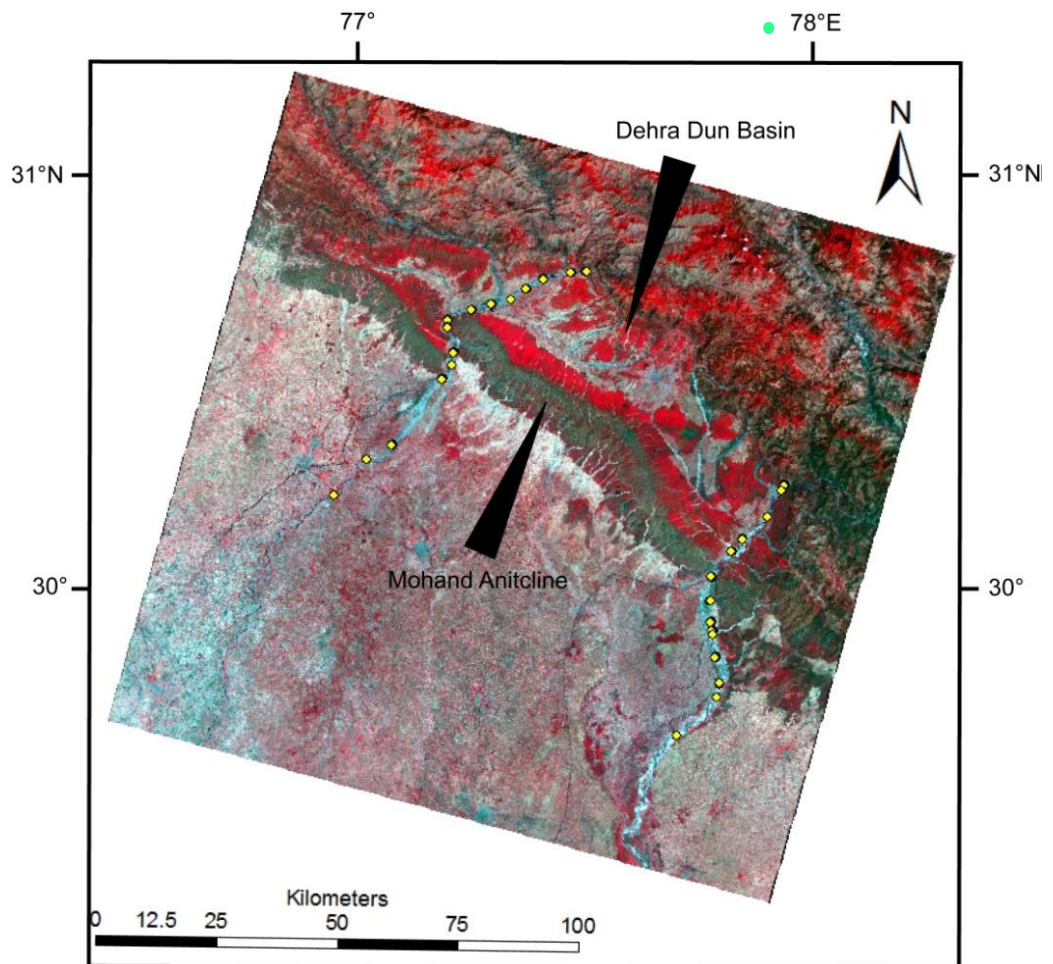 77°
78°E
Dehra Dun Basin
N
31°N
31°N
Mohand Anitcline
30°
30°
Kilometers
0 12.5 25 50 75 100